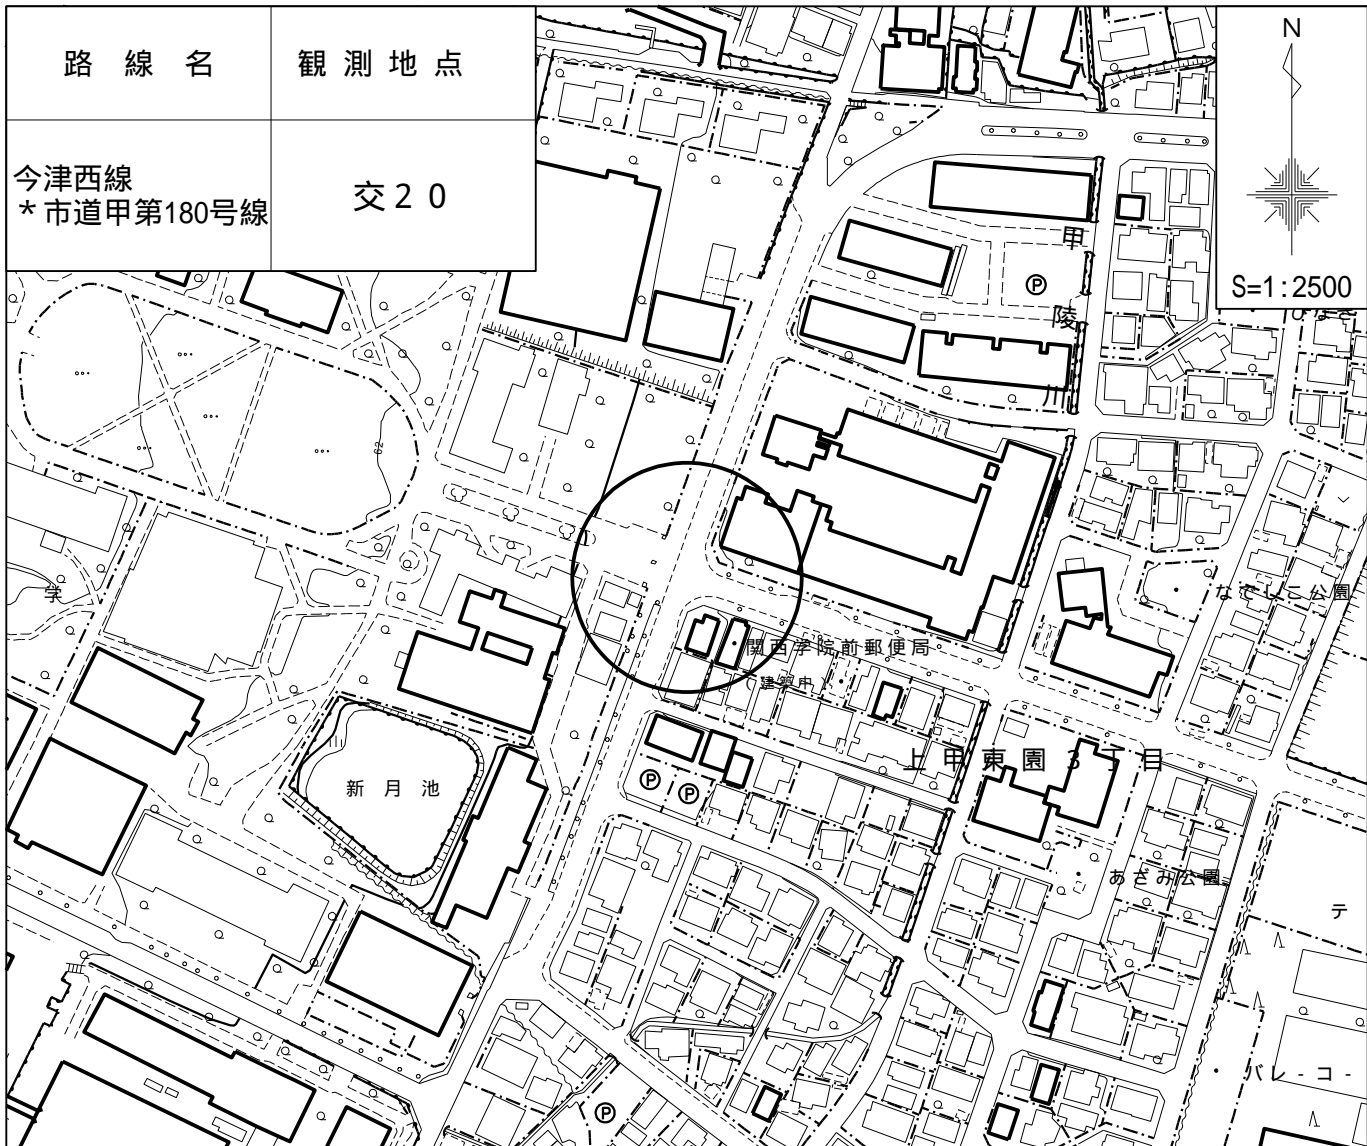 路線名
観測地点
今津西線
＊市道甲第180号線
交２０
N
S=1:2500
甲
陵
川
P
62
学
なでしこ公園
関西学院前郵便局
(建築中)
上甲東園３丁目
新月池
P
P
あざみ公園
テ
バレ-コ-
P